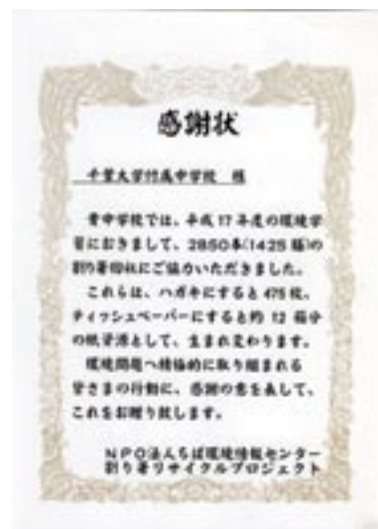 感謝状
千葉大学付属中学校 様
貴中学校では、平成17年度の環境学
習におきまして、2850本(1425膳)の
割り箸回収にご協力いただきました。
これらは、ハガキにすると475枚、
ティッシュペーパーにすると約12箱分
の紙資源として、生まれ変わります。
環境問題へ積極的に取り組まれる
皆さまの行動に、感謝の意を表して、
これをお贈り致します。
NPO法人ちば環境情報センター
割り箸リサイクルプロジェクト